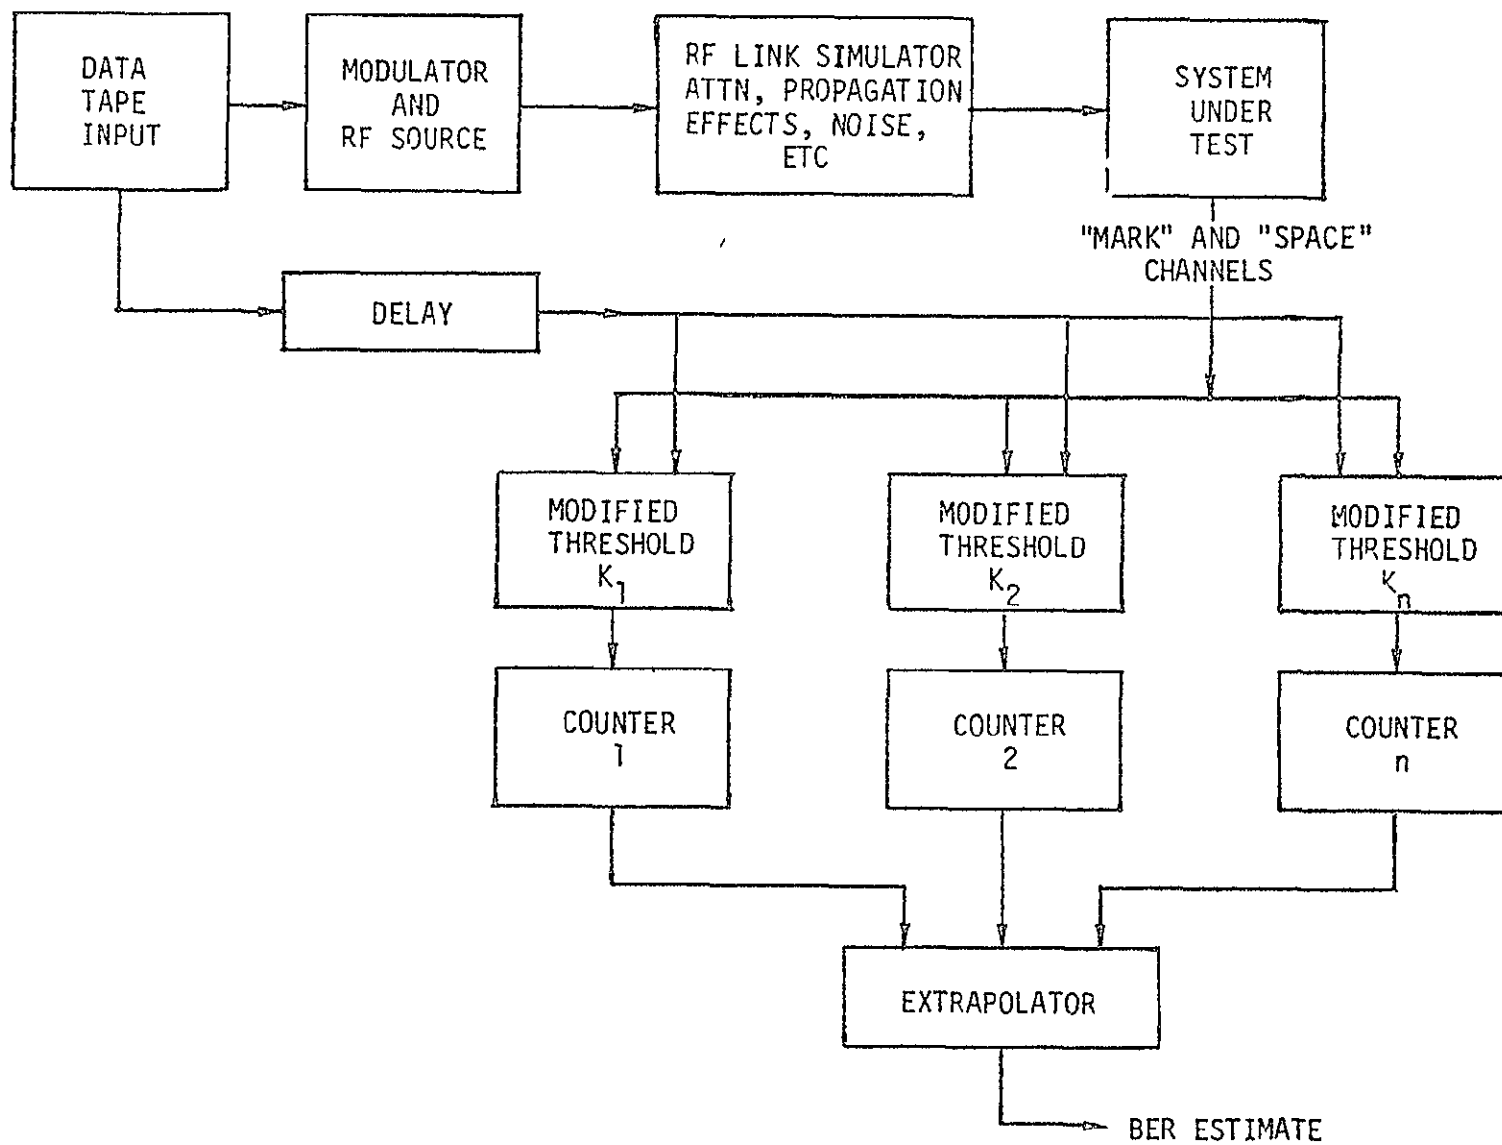 DATA
TAPE
INPUT
MODULATOR
AND
RF SOURCE
RF LINK SIMULATOR
ATTN, PROPAGATION
EFFECTS, NOISE,
ETC
SYSTEM
UNDER
TEST
"MARK" AND "SPACE"
CHANNELS
DELAY
MODIFIED
THRESHOLD
K1
MODIFIED
THRESHOLD
K2
MODIFIED
THRESHOLD
Kn
COUNTER
1
COUNTER
2
COUNTER
n
EXTRAPOLATOR
BER ESTIMATE